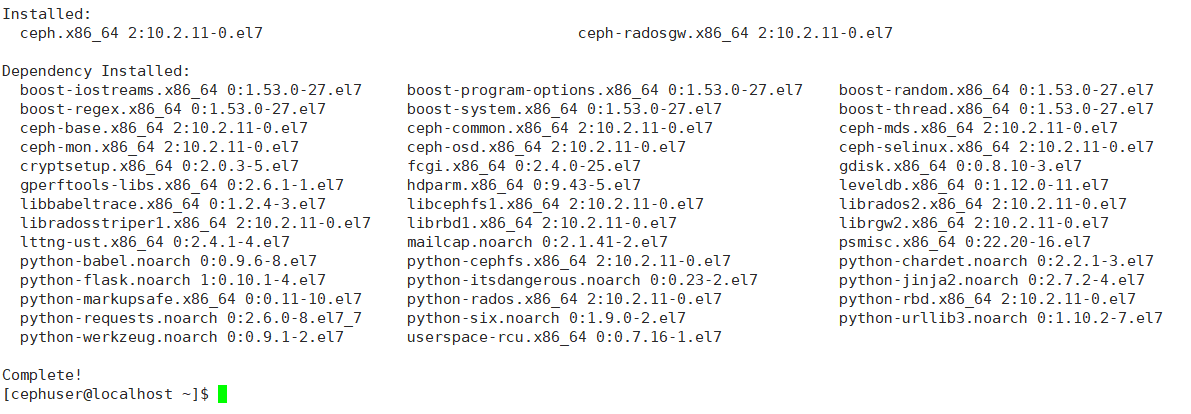 Installed:
ceph.x86_64 2:10.2.11-0.el7 ceph-radosgw.x86_64 2:10.2.11-0.el7
Dependency Installed:
boost-iostreams.x86_64 0:1.53.0-27.el7 boost-program-options.x86_64 0:1.53.0-27.el7 boost-random.x86_64 0:1.53.0-27.el7
boost-regex.x86_64 0:1.53.0-27.el7 boost-system.x86_64 0:1.53.0-27.el7 boost-thread.x86_64 0:1.53.0-27.el7
ceph-base.x86_64 2:10.2.11-0.el7 ceph-common.x86_64 2:10.2.11-0.el7 ceph-mds.x86_64 2:10.2.11-0.el7
ceph-mon.x86_64 2:10.2.11-0.el7 ceph-osd.x86_64 2:10.2.11-0.el7 ceph-selinux.x86_64 2:10.2.11-0.el7
cryptsetup.x86_64 0:2.0.3-5.el7 fcgi.x86_64 0:2.4.0-25.el7 gdisk.x86_64 0:0.8.10-3.el7
gperftools-libs.x86_64 0:2.6.1-1.el7 hdparm.x86_64 0:9.43-5.el7 leveldb.x86_64 0:1.12.0-11.el7
libbabeltrace.x86_64 0:1.2.4-3.el7 libcephfs1.x86_64 2:10.2.11-0.el7 librados2.x86_64 2:10.2.11-0.el7
libradosstriper1.x86_64 2:10.2.11-0.el7 librbd1.x86_64 2:10.2.11-0.el7 librgw2.x86_64 2:10.2.11-0.el7
lttng-ust.x86_64 0:2.4.1-4.el7 mailcap.noarch 0:2.1.41-2.el7 psmisc.x86_64 0:22.20-16.el7
python-babel.noarch 0:0.9.6-8.el7 python-cephfs.x86_64 2:10.2.11-0.el7 python-chardet.noarch 0:2.2.1-3.el7
python-flask.noarch 1:0.10.1-4.el7 python-itsdangerous.noarch 0:0.23-2.el7 python-jinja2.noarch 0:2.7.2-4.el7
python-markupsafe.x86_64 0:0.11-10.el7 python-rados.x86_64 2:10.2.11-0.el7 python-rbd.x86_64 2:10.2.11-0.el7
python-requests.noarch 0:2.6.0-8.el7_7 python-six.noarch 0:1.9.0-2.el7 python-urllib3.noarch 0:1.10.2-7.el7
python-werkzeug.noarch 0:0.9.1-2.el7 userspace-rcu.x86_64 0:0.7.16-1.el7
Complete!
[cephuser@localhost ~]$